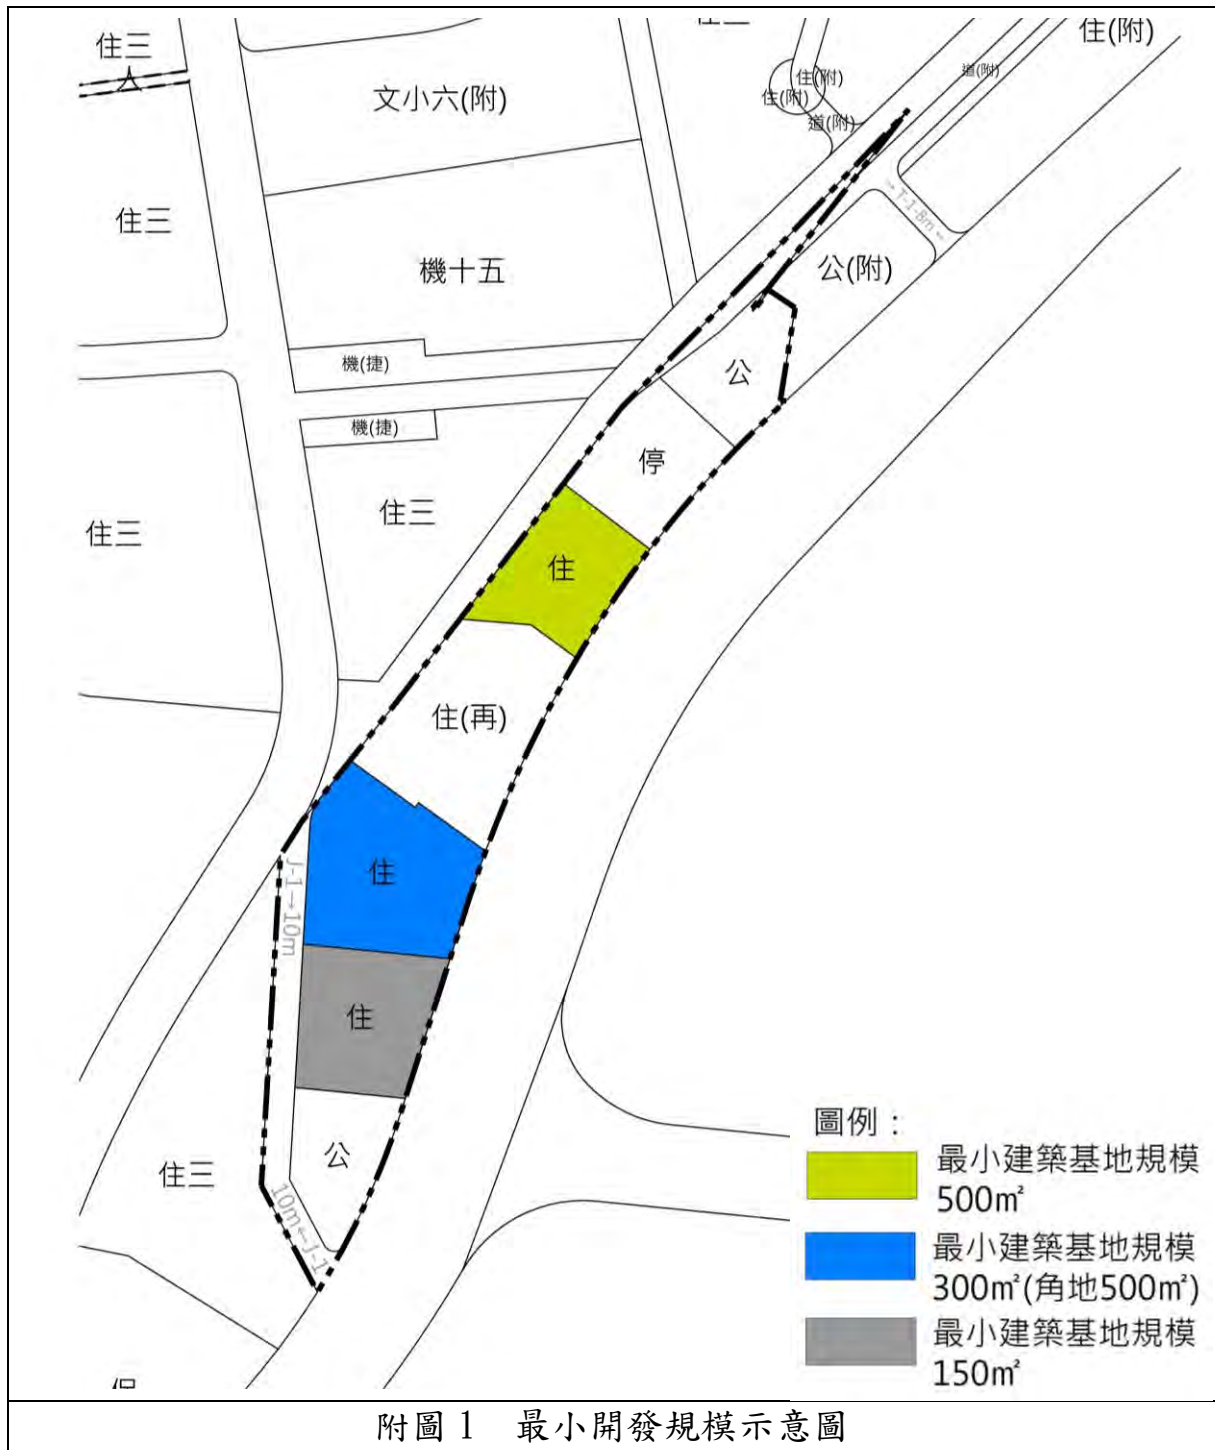 住三
住(附)
道(附)
住(附)
住(附)
道(附)
文小六(附)
住三
→T-1-8m←
公(附)
機十五
機(捷)
公
機(捷)
停
住三
住三
住
住(再)
住
J-1→10m
住
公
住三
10m←J-1
圖例：
最小建築基地規模
500㎡
最小建築基地規模
300㎡(角地500㎡)
最小建築基地規模
150㎡
附圖1　最小開發規模示意圖